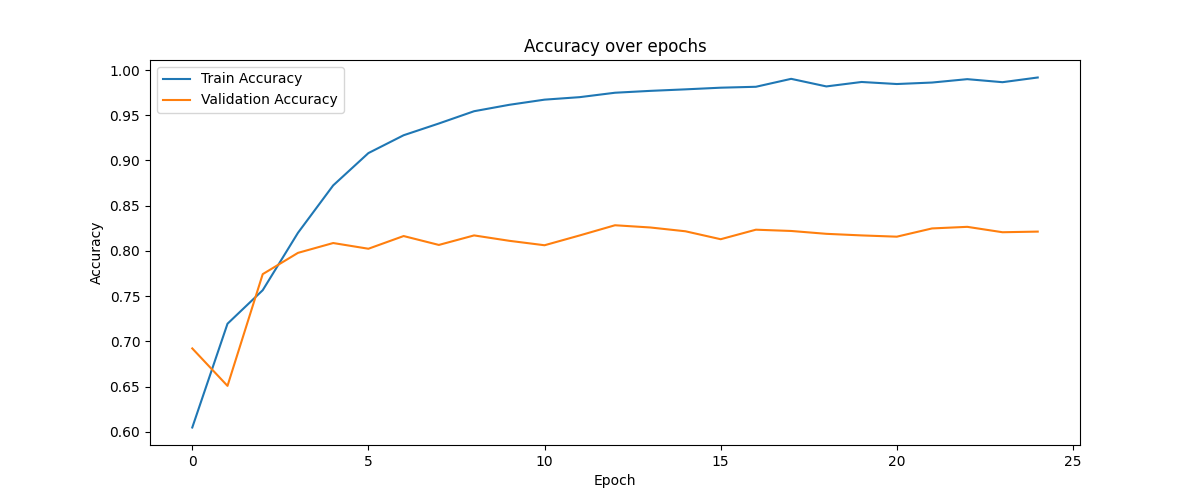 Accuracy over epochs
Train Accuracy
Validation Accuracy
1.00
0.95
0.90
0.85
0.80
0.75
0.70
0.65
0.60
Accuracy
0 5 10 15 20 25
Epoch